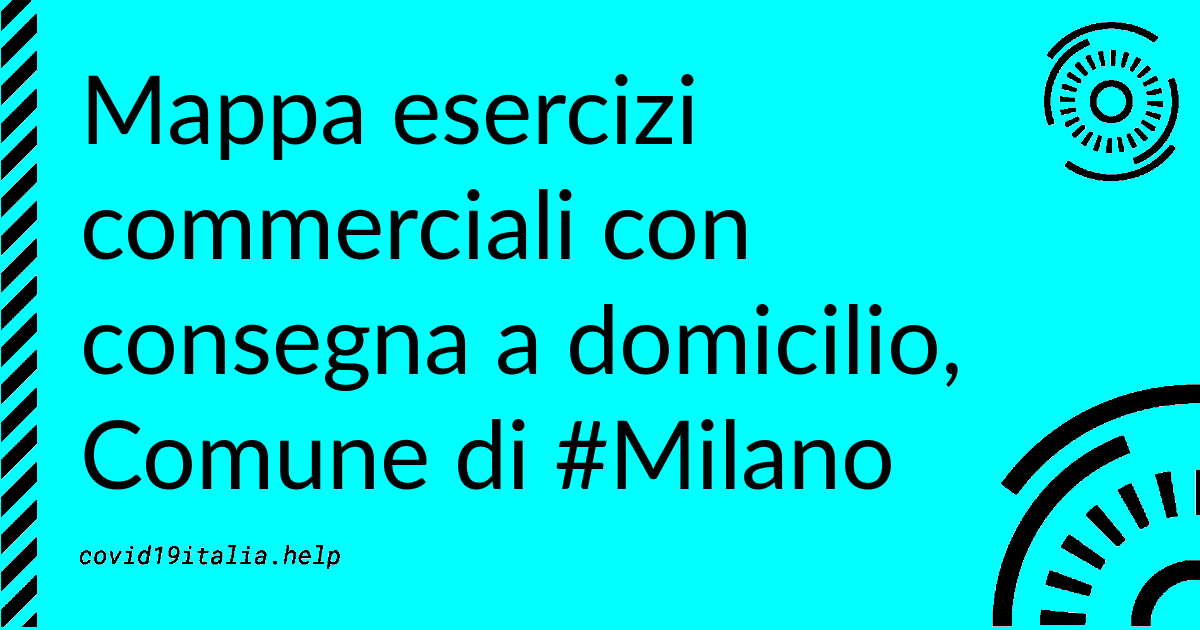 Mappa esercizi
commerciali con
consegna a domicilio,
Comune di #Milano
covid19italia.help